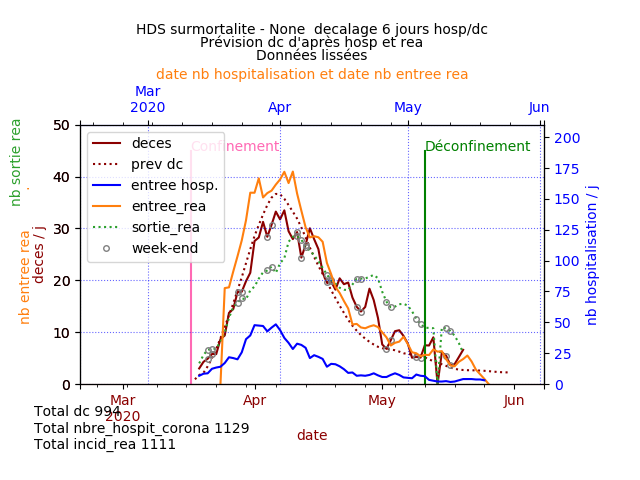 HDS surmortalite - None  decalage 6 jours hosp/dc
Prévision dc d'après hosp et rea
Données lissées
date nb hospitalisation et date nb entree rea
Mar
2020
Apr
May
Jun
Confinement
Déconfinement
deces
prev dc
entree hosp.
entree_rea
sortie_rea
week-end
nb sortie rea
.
nb entree rea
deces / j
50
40
30
20
10
0
200
175
150
125
100
75
50
25
0
nb hospitalisation / j
Mar
2020
Apr
May
Jun
date
Total dc 994
Total nbre_hospit_corona 1129
Total incid_rea 1111